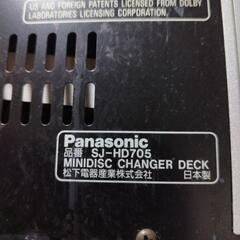 US AND FOREIGN PATENTS LICENSED FROM DOLBY
LABORATORIES LICENSING CORPORATION.
Panasonic
品番 SJ-HD705
MINIDISC CHANGER DECK
松下電器産業株式会社 日本製